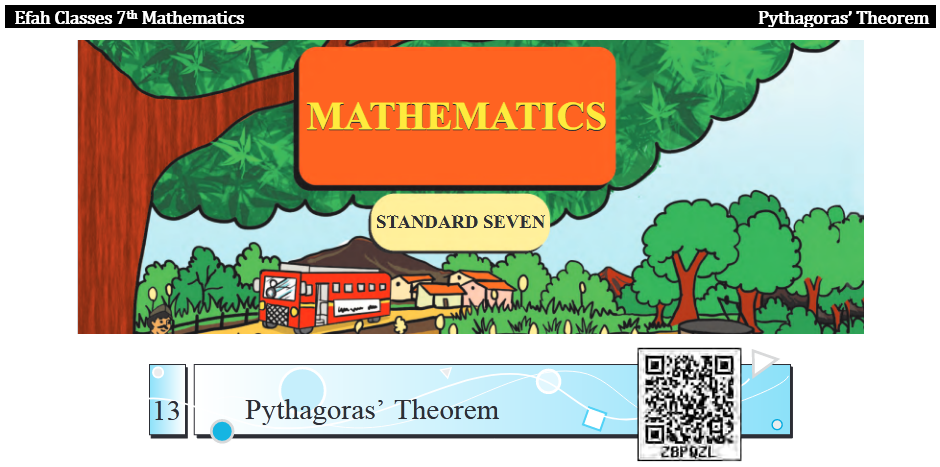 Efah Classes 7th Mathematics Pythagoras’ Theorem
MATHEMATICS
STANDARD SEVEN
13 Pythagoras’ Theorem
ZBPQZL